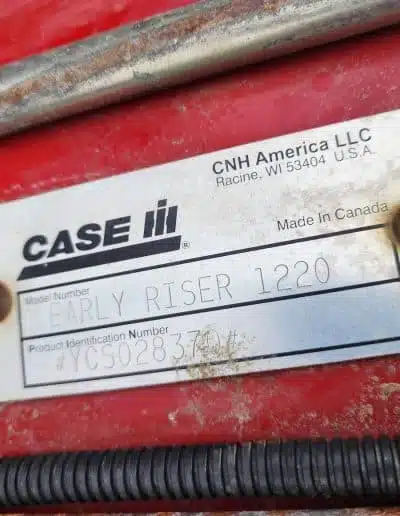 CNH America LLC
Racine, WI 53404 U.S.A.
CASE IH ®
Made In Canada
Model Number
EARLY RISER 1220
Product Identification Number